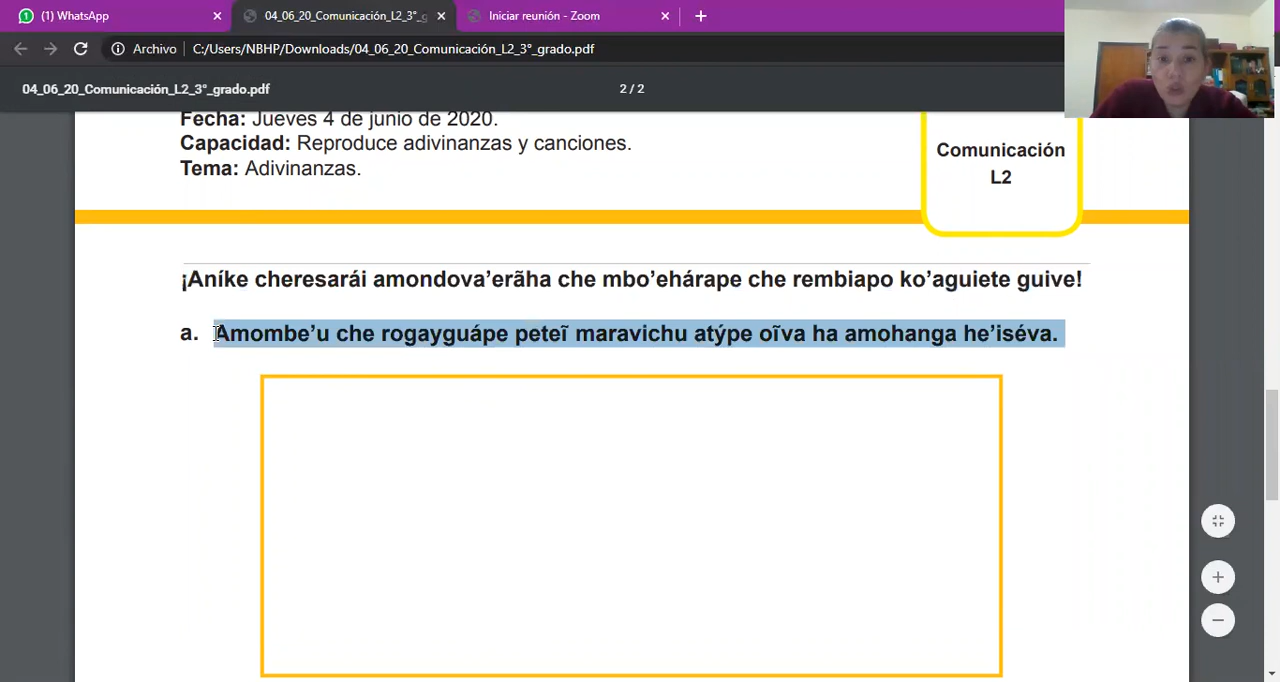 (1) WhatsApp
04_06_20_Comunicación_L2_3°_g
Iniciar reunión - Zoom
Archivo
C:/Users/NBHP/Downloads/04_06_20_Comunicación_L2_3°_grado.pdf
04_06_20_Comunicación_L2_3°_grado.pdf
2 / 2
Fecha: Jueves 4 de junio de 2020.
Capacidad: Reproduce adivinanzas y canciones.
Tema: Adivinanzas.
Comunicación
L2
¡Aníke cheresarái amondova’erãha che mbo’ehárape che rembiapo ko’aguiete guive!
a. Amombe’u che rogayguápe peteĩ maravichu atýpe oĩva ha amohanga he’iséva.